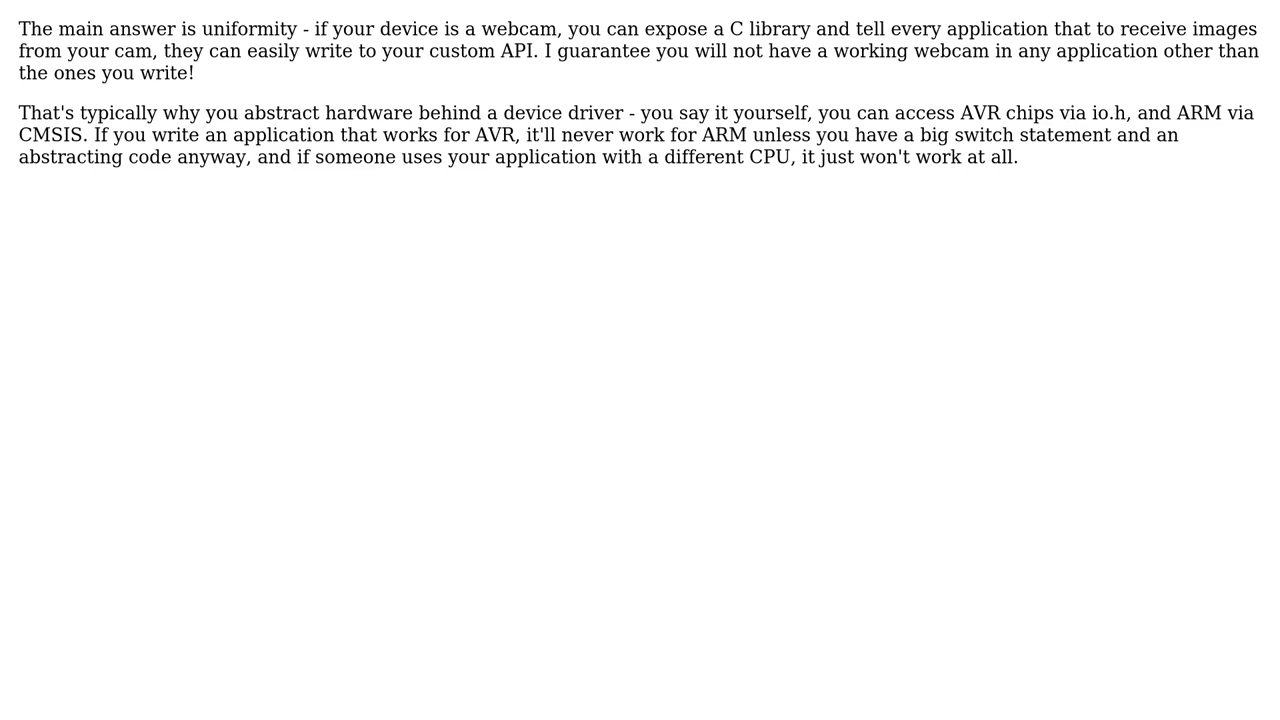 The main answer is uniformity - if your device is a webcam, you can expose a C library and tell every application that to receive images
from your cam, they can easily write to your custom API. I guarantee you will not have a working webcam in any application other than
the ones you write!
That's typically why you abstract hardware behind a device driver - you say it yourself, you can access AVR chips via io.h, and ARM via
CMSIS. If you write an application that works for AVR, it'll never work for ARM unless you have a big switch statement and an
abstracting code anyway, and if someone uses your application with a different CPU, it just won't work at all.